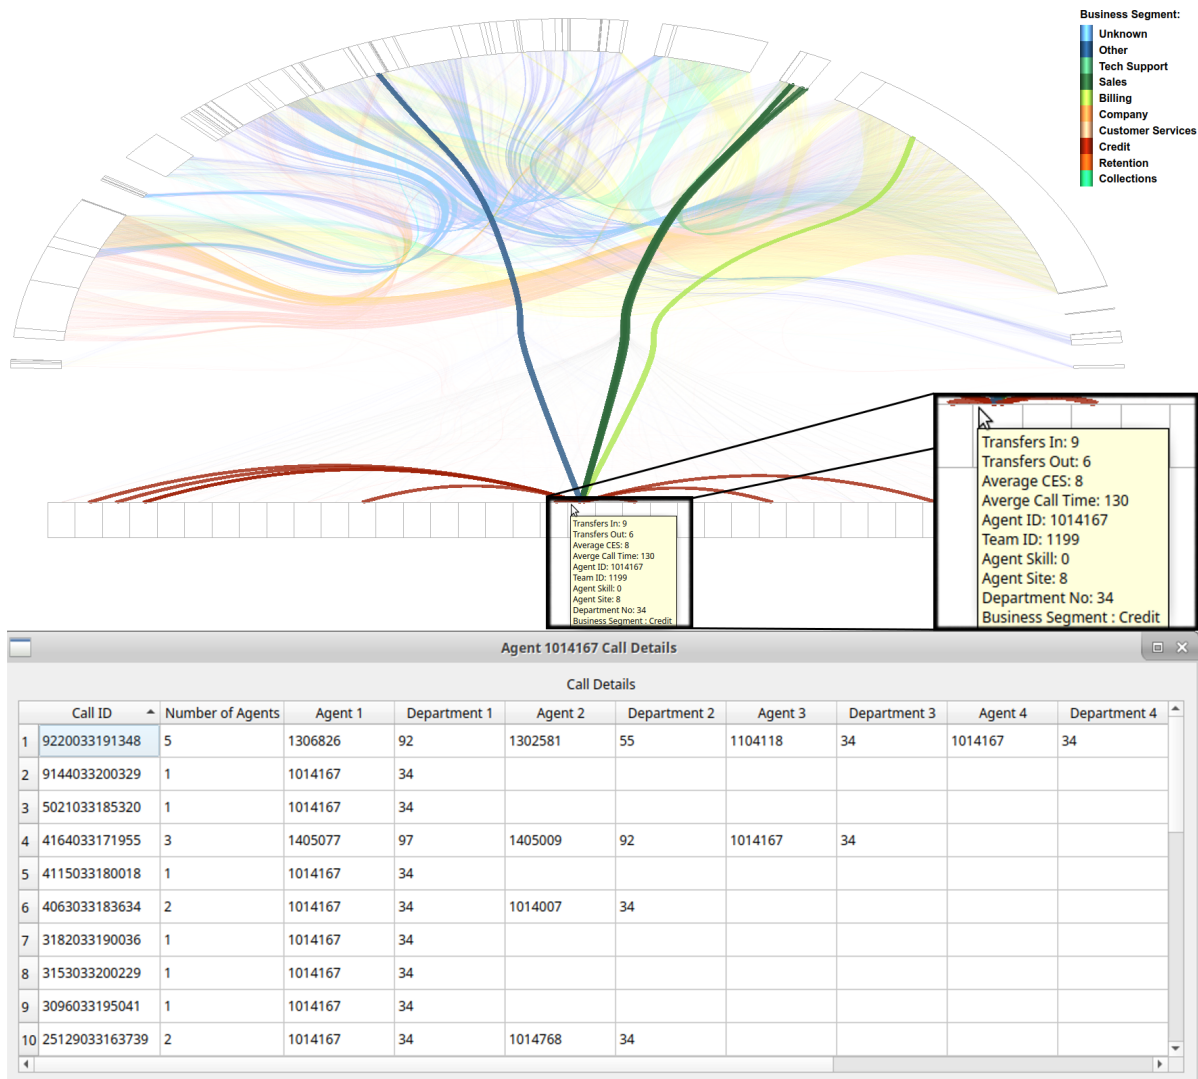 Business Segment:
Unknown
Other
Tech Support
Sales
Billing
Company
Customer Services
Credit
Retention
Collections
Transfers In: 9
Transfers Out: 6
Average CES: 8
Averge Call Time: 130
Agent ID: 1014167
Team ID: 1199
Agent Skill: 0
Agent Site: 8
Department No: 34
Business Segment : Credit
Transfers In: 9
Transfers Out: 6
Average CES: 8
Averge Call Time: 130
Agent ID: 1014167
Team ID: 1199
Agent Skill: 0
Agent Site: 8
Department No: 34
Business Segment : Credit
Agent 1014167 Call Details
Call Details
Call ID Number of Agents Agent 1 Department 1 Agent 2 Department 2 Agent 3 Department 3 Agent 4 Department 4
1 9220033191348 5 1306826 92 1302581 55 1104118 34 1014167 34
2 9144033200329 1 1014167 34
3 5021033185320 1 1014167 34
4 4164033171955 3 1405077 97 1405009 92 1014167 34
5 4115033180018 1 1014167 34
6 4063033183634 2 1014167 34 1014007 34
7 3182033190036 1 1014167 34
8 3153033200229 1 1014167 34
9 3096033195041 1 1014167 34
10 25129033163739 2 1014167 34 1014768 34